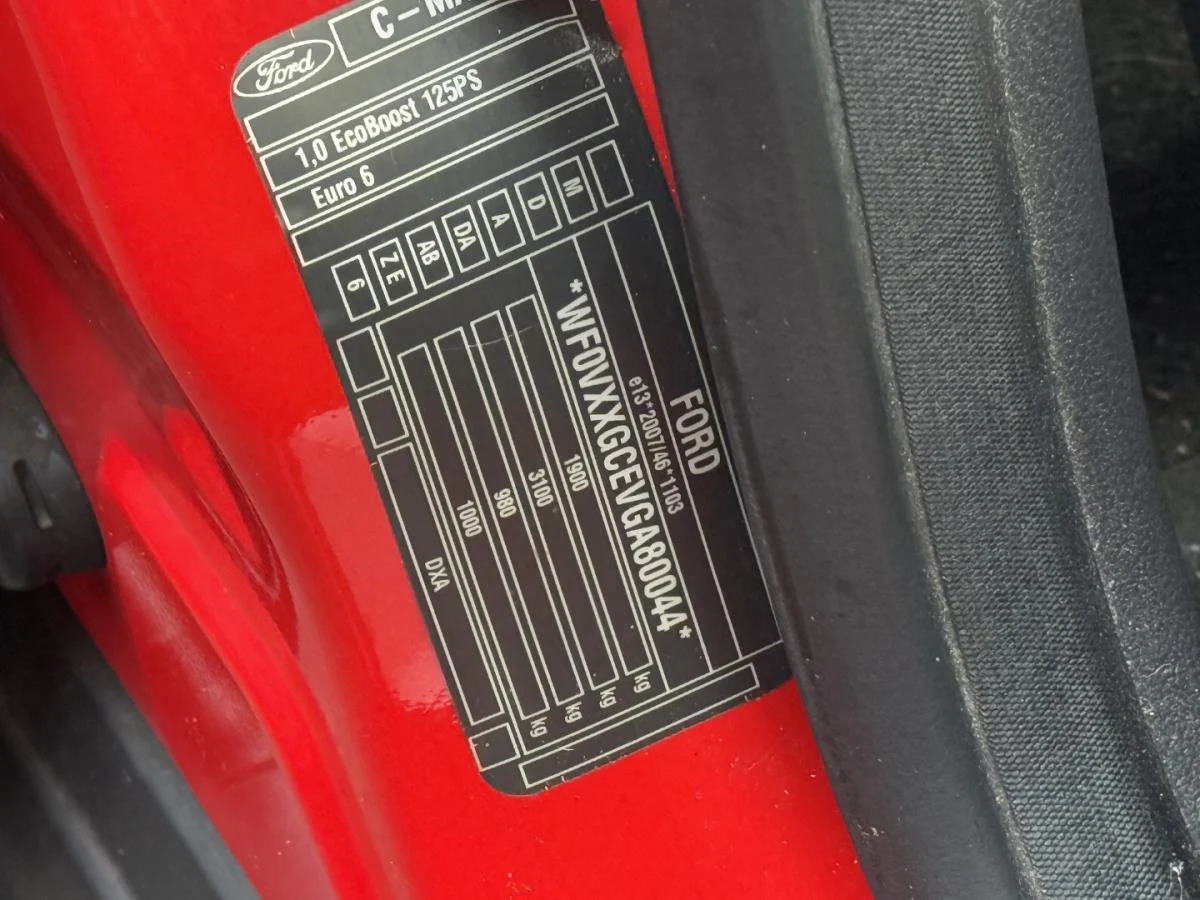 Ford
1,0 EcoBoost 125PS
Euro 6
6 Z E AB DA A D M
FORD
e13*2007/46*1103
*WF0VXXGCEVGA80044*
1900 kg
3100 kg
980 kg
1000 kg
DXA